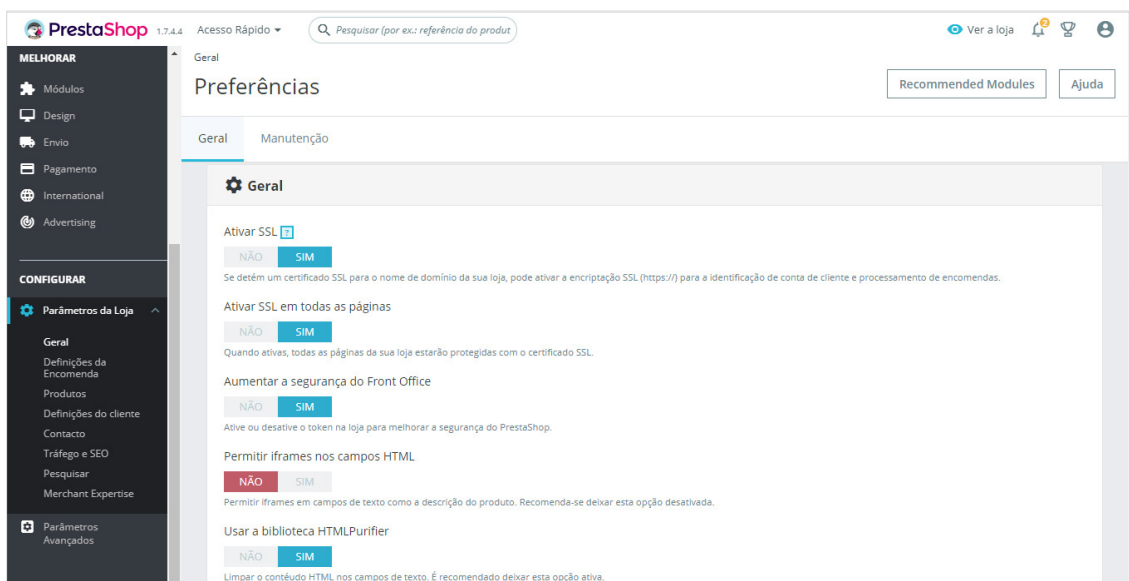 PrestaShop 1.7.4.4 Acesso Rápido Pesquisar (por ex.: referência do produt Ver a loja 2
MELHORAR
Módulos
Design
Envio
Pagamento
International
Advertising
CONFIGURAR
Parâmetros da Loja
Geral
Definições da
Encomenda
Produtos
Definições do cliente
Contacto
Tráfego e SEO
Pesquisar
Merchant Expertise
Parâmetros
Avançados
Geral
Preferências
Recommended Modules Ajuda
Geral Manutenção
Geral
Ativar SSL ?
NÃO SIM
Se detém um certificado SSL para o nome de domínio da sua loja, pode ativar a encriptação SSL (https://) para a identificação de conta de cliente e processamento de encomendas.
Ativar SSL em todas as páginas
NÃO SIM
Quando ativas, todas as páginas da sua loja estarão protegidas com o certificado SSL.
Aumentar a segurança do Front Office
NÃO SIM
Ative ou desative o token na loja para melhorar a segurança do PrestaShop.
Permitir iframes nos campos HTML
NÃO SIM
Permitir iframes em campos de texto como a descrição do produto. Recomenda-se deixar esta opção desativada.
Usar a biblioteca HTMLPurifier
NÃO SIM
Limpar o contéudo HTML nos campos de texto. É recomendado deixar esta opção ativa.